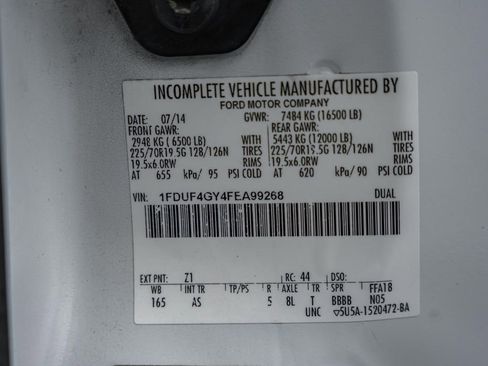 INCOMPLETE VEHICLE MANUFACTURED BY
FORD MOTOR COMPANY
DATE: 07/14 GVWR: 7484 KG (16500 LB)
FRONT GAWR: REAR GAWR:
2948 KG ( 6500 LB) WITH 5443 KG (12000 LB) WITH
225/70R19.5G 128/126N TIRES 225/70R19.5G 128/126N TIRES
19.5x6.0RW RIMS 19.5x6.0RW RIMS
AT 655 kPa/ 95 PSI COLD AT 620 kPa/ 90 PSI COLD
VIN: 1FDUF4GY4FEA99268 DUAL
EXT PNT: Z1 RC: 44 DSO:
WB INT TR TP/PS R AXLE TR SPR FFA18
165 AS 5 8L T BBBB N05
UNC ▽5U5A-1520472-BA